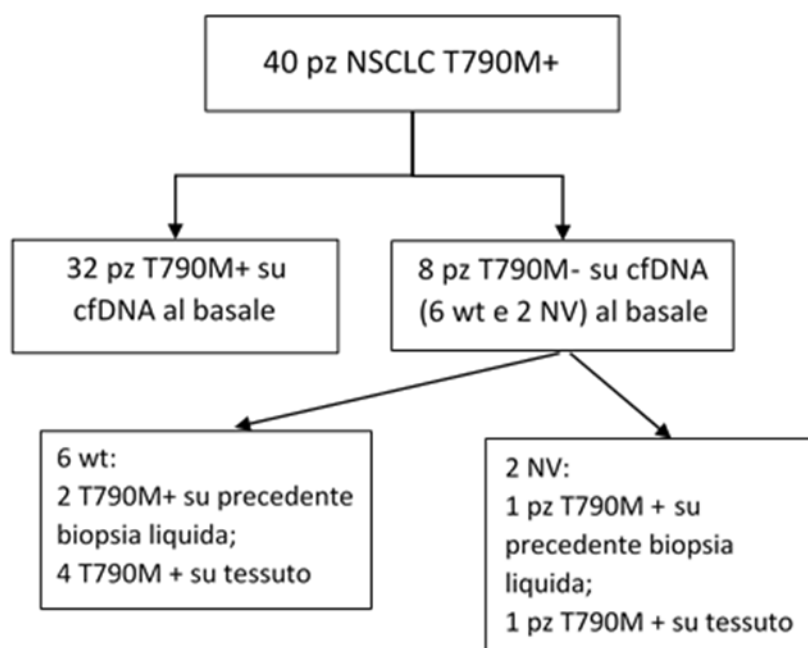 40 pz NSCLC T790M+
32 pz T790M+ su
cfDNA al basale
8 pz T790M- su cfDNA
(6 wt e 2 NV) al basale
6 wt:
2 T790M+ su precedente
biopsia liquida;
4 T790M + su tessuto
2 NV:
1 pz T790M + su
precedente biopsia
liquida;
1 pz T790M + su tessuto